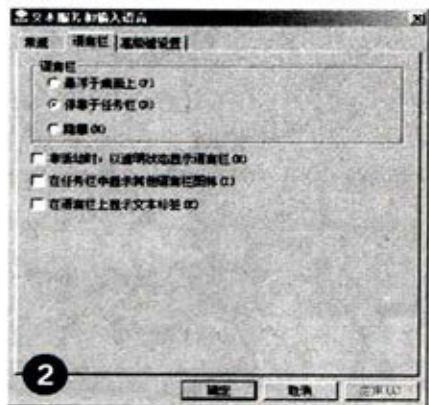 文本服务和输入语言
常规 语言栏 高级键设置
语言栏
悬浮于桌面上(F)
停靠于任务栏(D)
隐藏(H)
非活动时，以透明状态显示语言栏(R)
在任务栏中显示其他语言栏图标(I)
在语言栏上显示文本标签(E)
2
确定 取消 应用(A)